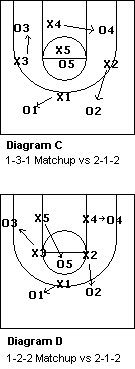 O3 X4 O4
X5
X3 O5 X2
X1
O1 O2
Diagram C
1-3-1 Matchup vs 2-1-2
O3 X5 X4 O4
X3 X2
O5
X1
O1 O2
Diagram D
1-2-2 Matchup vs 2-1-2